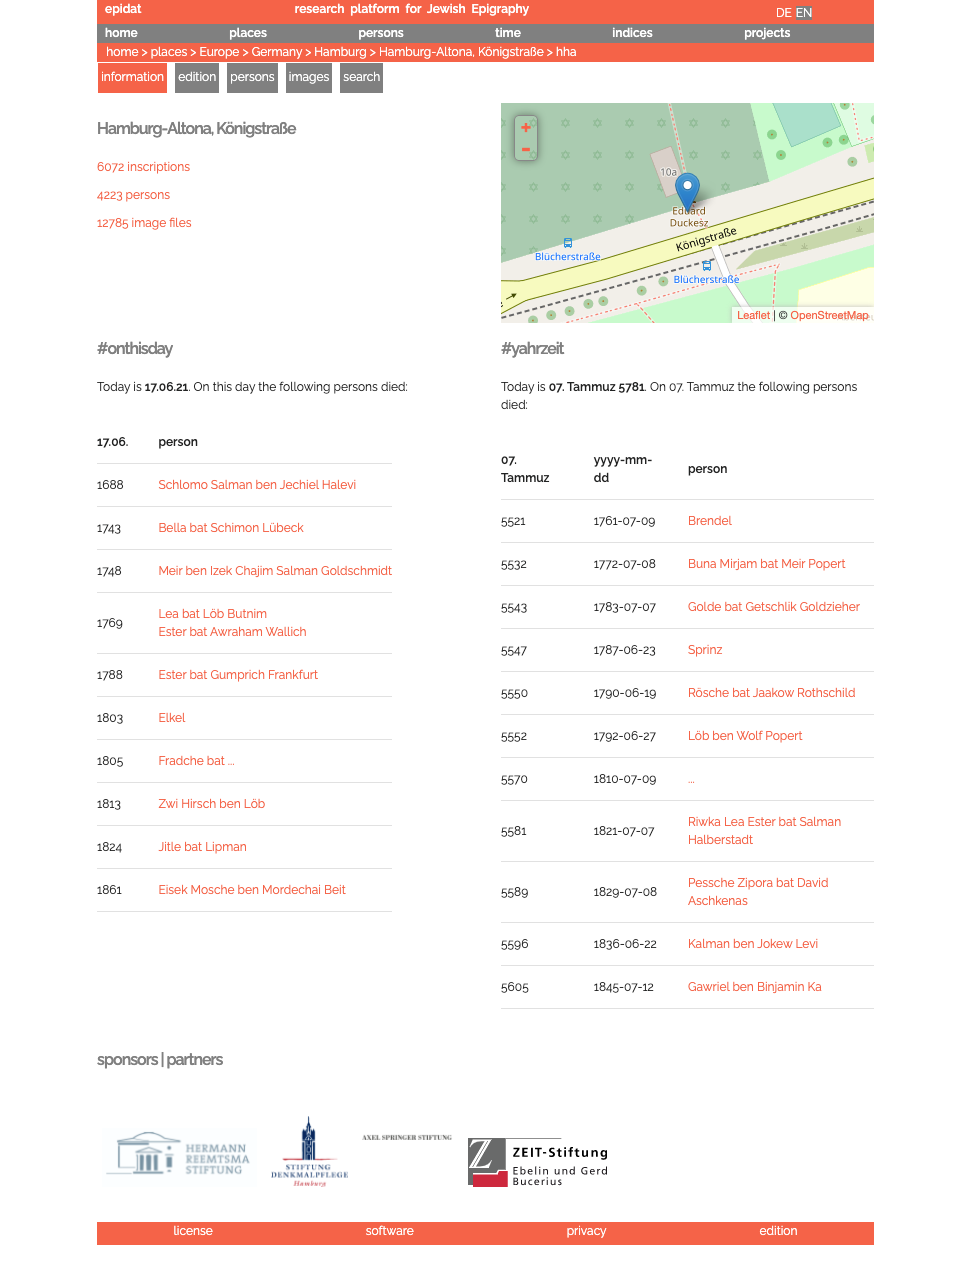 epidat research platform for Jewish Epigraphy DE EN
home places persons time indices projects
home > places > Europe > Germany > Hamburg > Hamburg-Altona, Königstraße > hha
information edition persons images search
Hamburg-Altona, Königstraße
6072 inscriptions
4223 persons
12785 image files
+
-
10a
Eduard
Duckesz
Königstraße
Blücherstraße
Blücherstraße
Leaflet | © OpenStreetMap
#onthisday
Today is 17.06.21. On this day the following persons died:
17.06. person
1688 Schlomo Salman ben Jechiel Halevi
1743 Bella bat Schimon Lübeck
1748 Meir ben Izek Chajim Salman Goldschmidt
1769 Lea bat Löb Butnim
Ester bat Awraham Wallich
1788 Ester bat Gumprich Frankfurt
1803 Elkel
1805 Fradche bat ...
1813 Zwi Hirsch ben Löb
1824 Jitle bat Lipman
1861 Eisek Mosche ben Mordechai Beit
#yahrzeit
Today is 07. Tammuz 5781. On 07. Tammuz the following persons
died:
07.
Tammuz
yyyy-mm-
dd
person
5521 1761-07-09 Brendel
5532 1772-07-08 Buna Mirjam bat Meir Popert
5543 1783-07-07 Golde bat Getschlik Goldzieher
5547 1787-06-23 Sprinz
5550 1790-06-19 Rösche bat Jaakow Rothschild
5552 1792-06-27 Löb ben Wolf Popert
5570 1810-07-09 ...
5581 1821-07-07 Riwka Lea Ester bat Salman
Halberstadt
5589 1829-07-08 Pessche Zipora bat David
Aschkenas
5596 1836-06-22 Kalman ben Jokew Levi
5605 1845-07-12 Gawriel ben Binjamin Ka
sponsors | partners
HERMANN
REEMTSMA
STIFTUNG
STIFTUNG
DENKMALPFLEGE
Hamburg
AXEL SPRINGER STIFTUNG
Z
ZEIT-Stiftung
Ebelin und Gerd
Bucerius
license software privacy edition